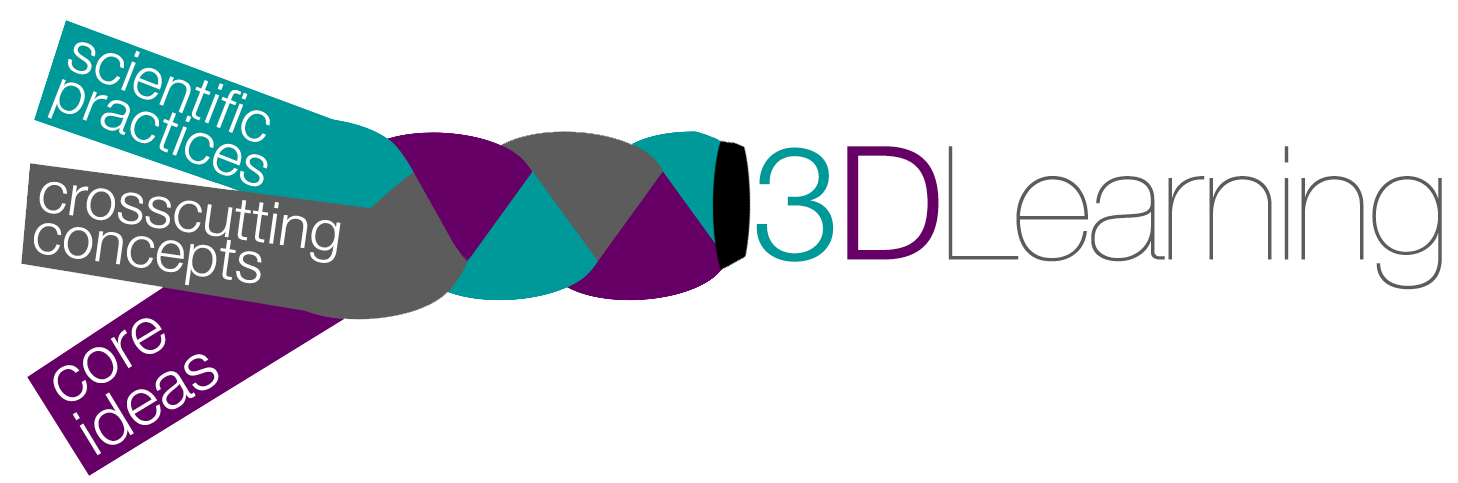 scientific
practices
crosscutting
concepts
core
ideas
3DLearning